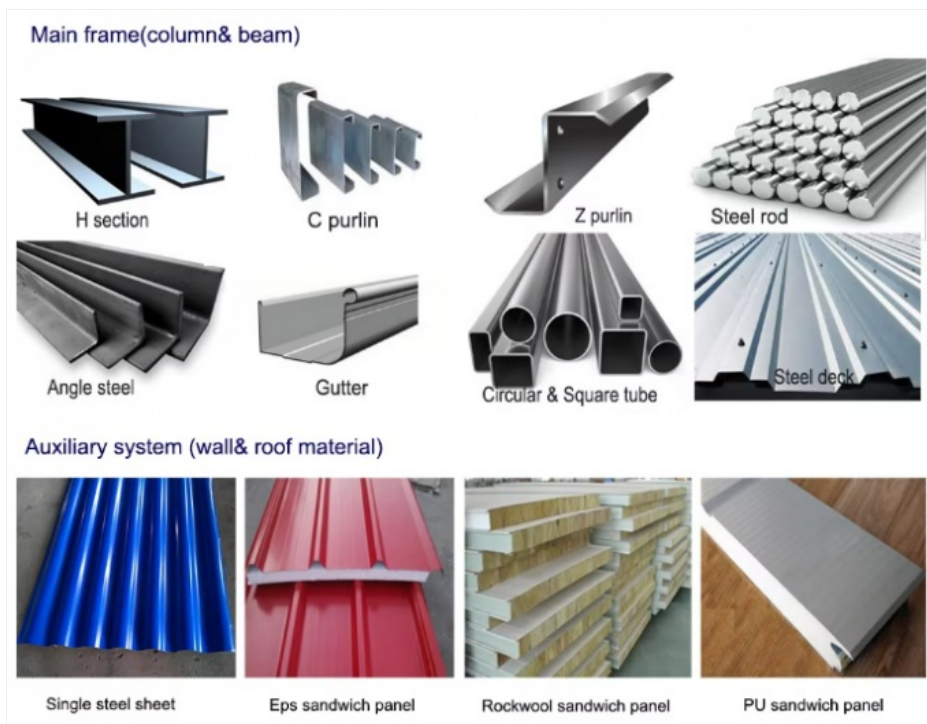 Main frame(column& beam)
H section
C purlin
Z purlin
Steel rod
Angle steel
Gutter
Circular & Square tube
Steel deck
Auxiliary system (wall& roof material)
Single steel sheet
Eps sandwich panel
Rockwool sandwich panel
PU sandwich panel